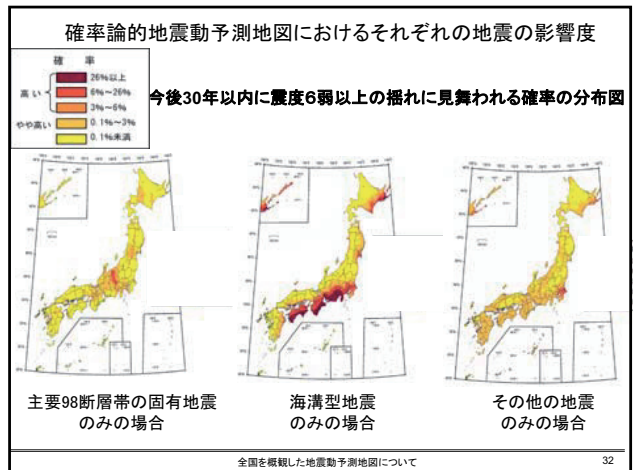 確率論的地震動予測地図におけるそれぞれの地震の影響度
確 率
高い
26%以上
6%~26%
3%~6%
やや高い
0.1%~3%
0.1%未満
今後30年以内に震度6弱以上の揺れに見舞われる確率の分布図
主要98断層帯の固有地震
のみの場合
海溝型地震
のみの場合
その他の地震
のみの場合
全国を概観した地震動予測地図について
32